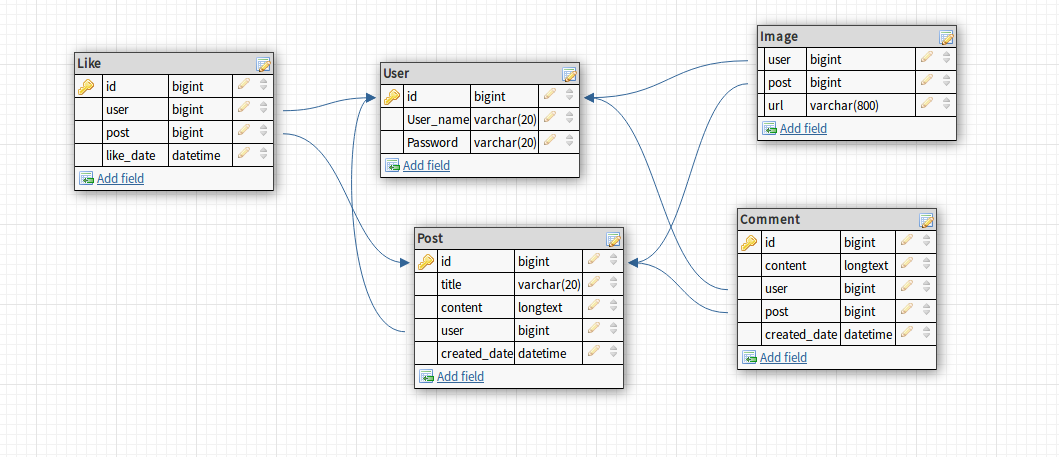 Like
id bigint
user bigint
post bigint
like_date datetime
Add field
User
id bigint
User_name varchar(20)
Password varchar(20)
Add field
Image
user bigint
post bigint
url varchar(800)
Add field
Post
id bigint
title varchar(20)
content longtext
user bigint
created_date datetime
Add field
Comment
id bigint
content longtext
user bigint
post bigint
created_date datetime
Add field